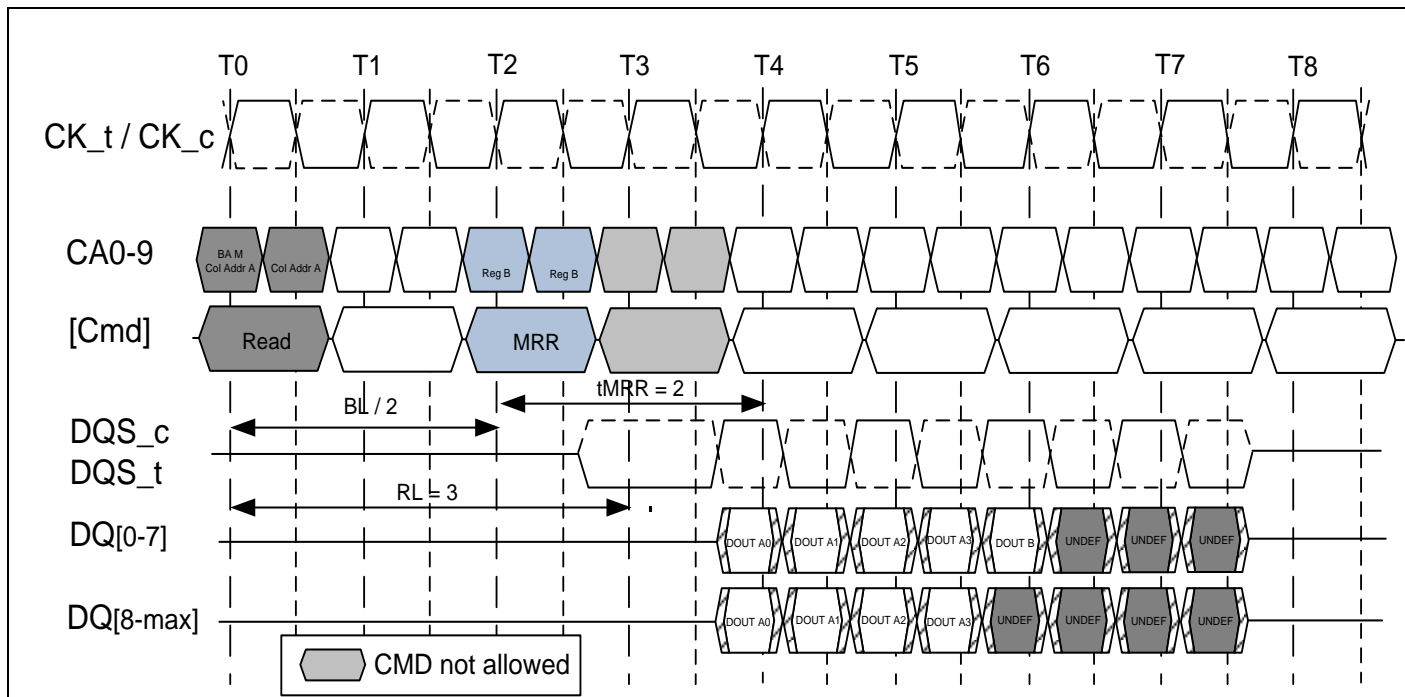 T0 T1 T2 T3 T4 T5 T6 T7 T8
CK_t / CK_c
CA0-9
BA M
Col Addr A
Col Addr A
Reg B
Reg B
[Cmd]
Read
MRR
tMRR = 2
BL / 2
DQS_c
DQS_t
RL = 3
DQ[0-7]
DOUT A0 DOUT A1 DOUT A2 DOUT A3 DOUT B UNDEF UNDEF UNDEF
DQ[8-max]
DOUT A0 DOUT A1 DOUT A2 DOUT A3 UNDEF UNDEF UNDEF UNDEF
CMD not allowed